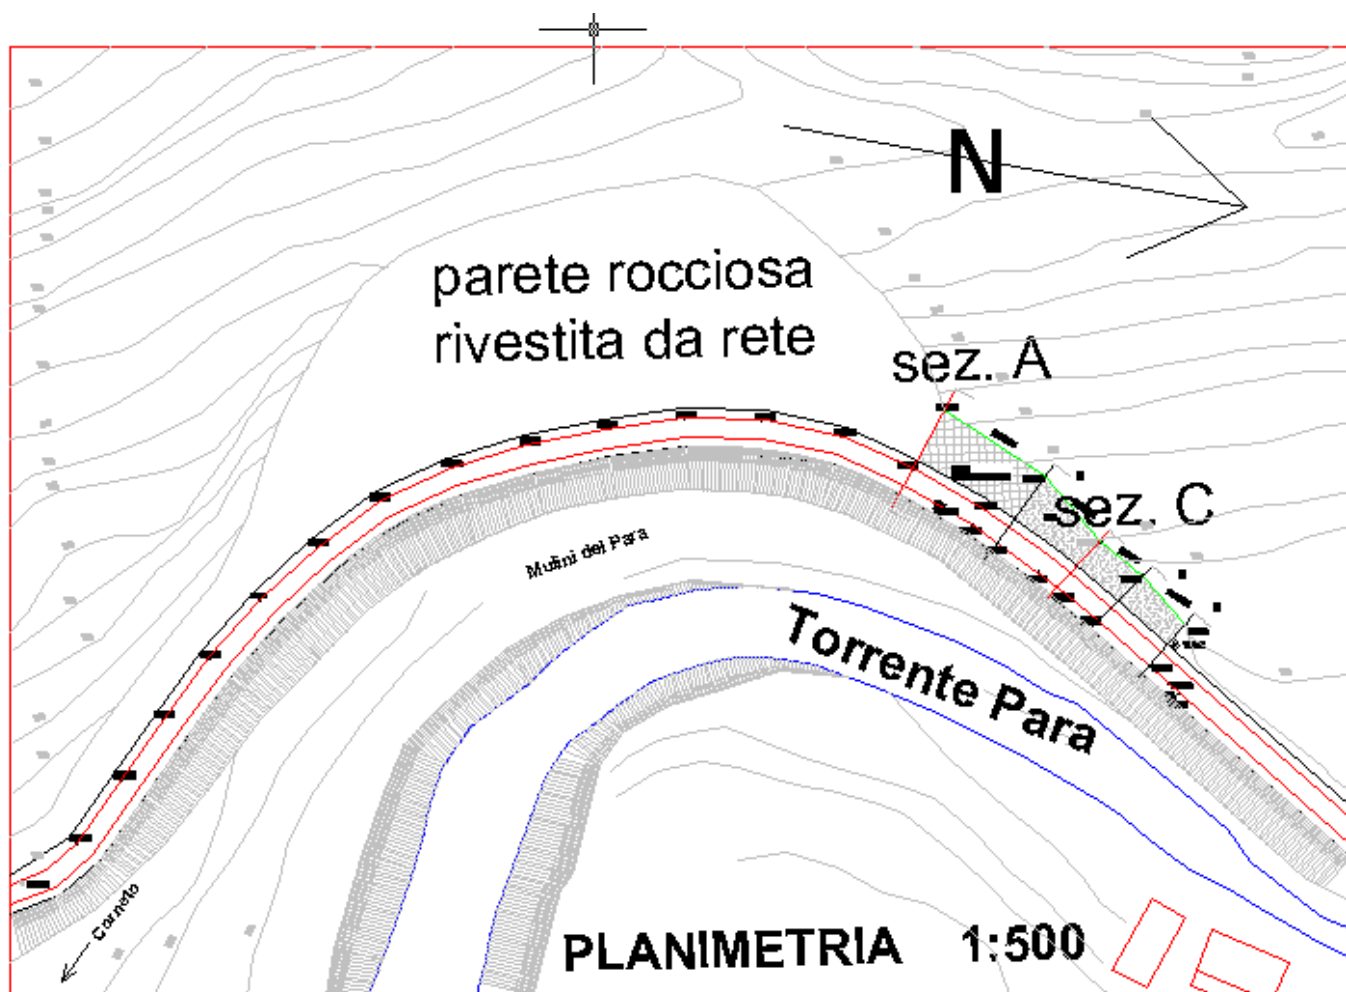 N
parete rocciosa
rivestita da rete
sez. A
sez. C
Mulini del Para
Torrente Para
Corneto
PLANIMETRIA 1:500